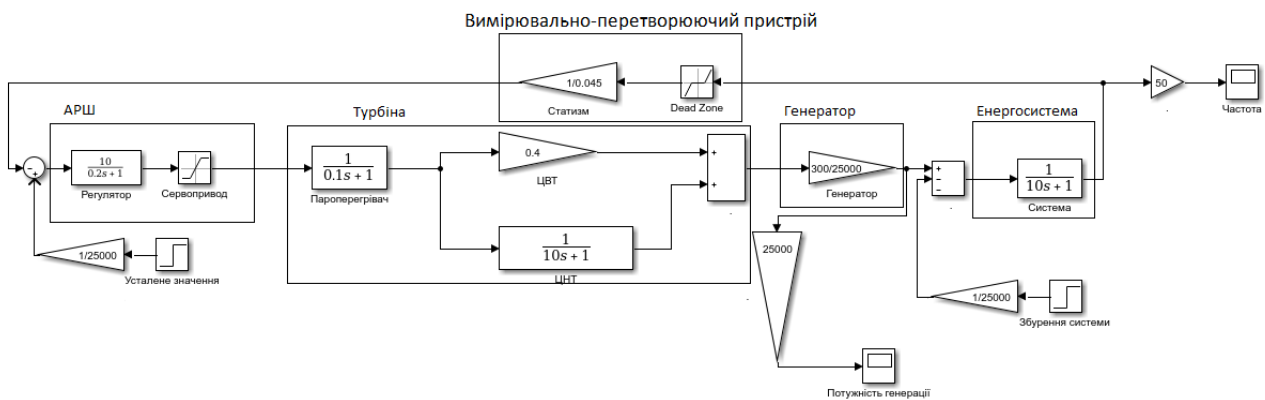 Вимірювально-перетворюючий пристрій
1/0.045
Статизм
Dead Zone
50
Частота
АРШ
10
0.2s + 1
Регулятор
Сервопривод
Турбіна
1
0.1s + 1
Пароперегрівач
0.4
ЦВТ
1
10s + 1
ЦНТ
+
+
Генератор
300/25000
Генератор
+
−
−
Енергосистема
1
10s + 1
Система
-
+
1/25000
Усталене значення
25000
1/25000
Збурення системи
Потужність генерації